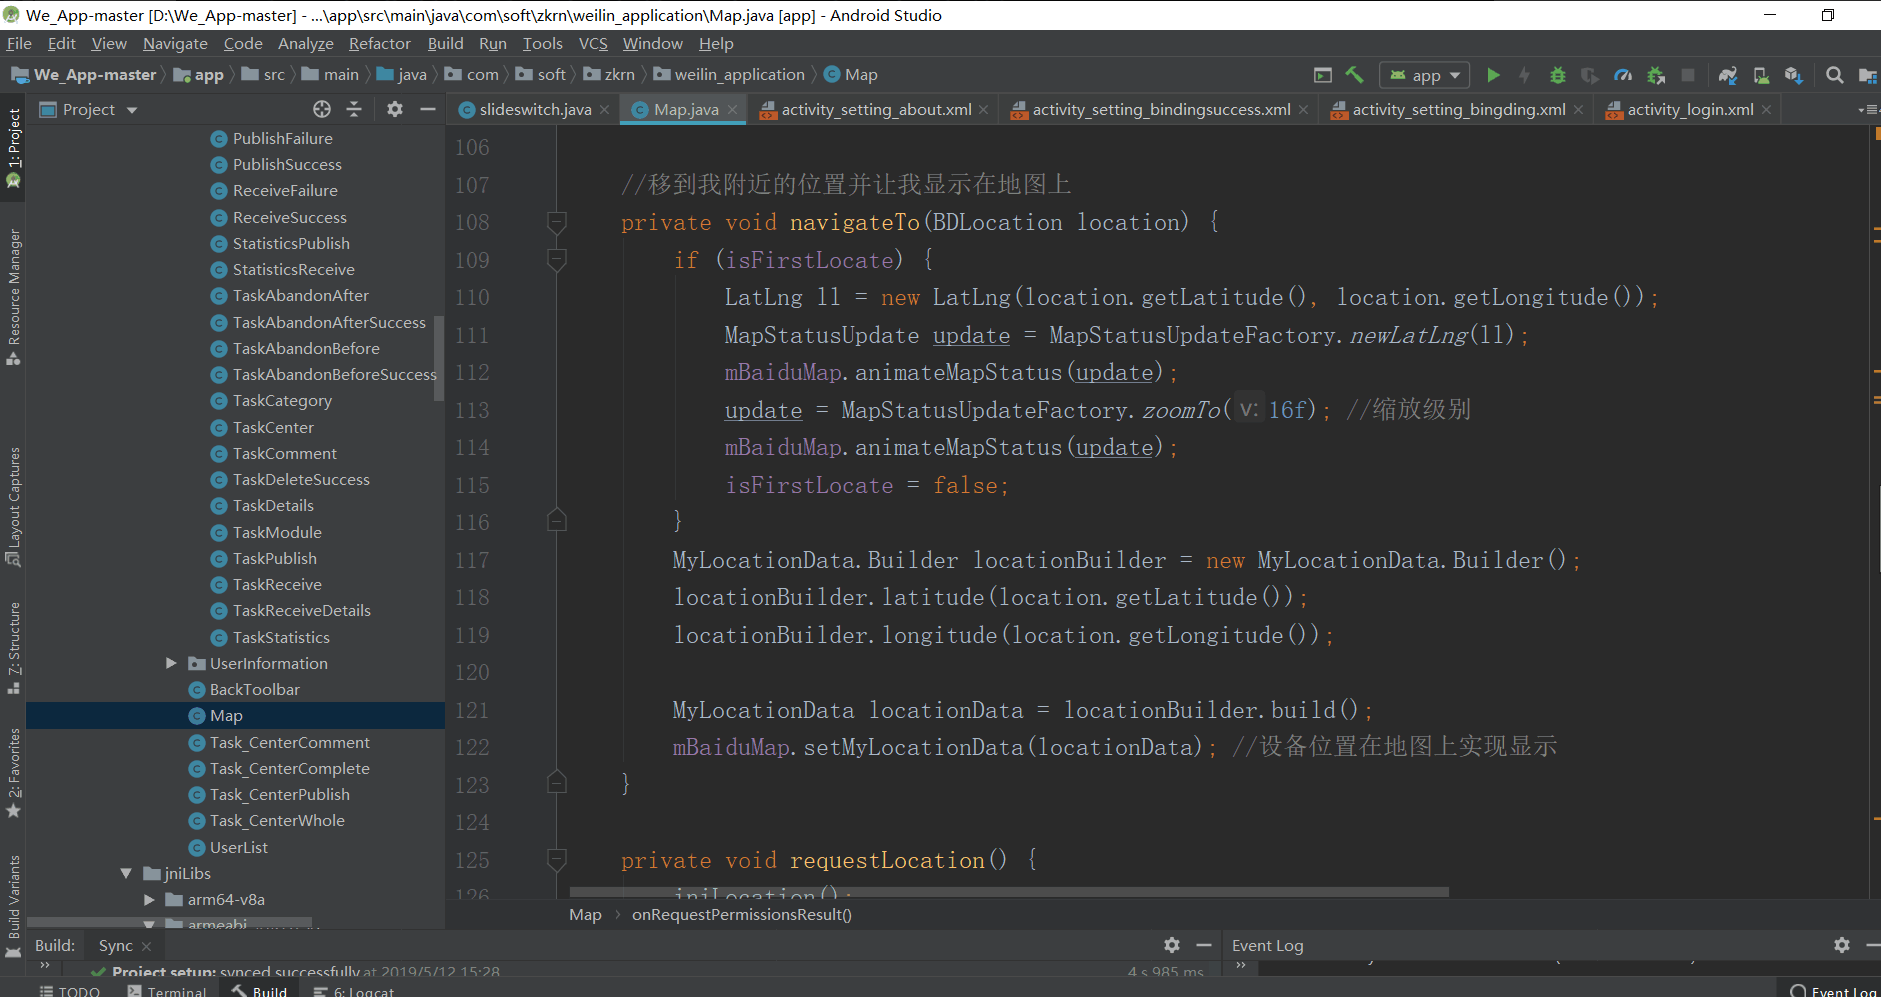 We_App-master [D:\We_App-master] - ...\app\src\main\java\com\soft\zkrn\weilin_application\Map.java [app] - Android Studio
File Edit View Navigate Code Analyze Refactor Build Run Tools VCS Window Help
We_App-master app src main java com soft zkrn weilin_application Map app
Project slideswitch.java Map.java activity_setting_about.xml activity_setting_bindingsuccess.xml activity_setting_bingding.xml activity_login.xml
1: Project
Resource Manager
Layout Captures
Z: Structure
2: Favorites
Build Variants
PublishFailure
PublishSuccess
ReceiveFailure
ReceiveSuccess
StatisticsPublish
StatisticsReceive
TaskAbandonAfter
TaskAbandonAfterSuccess
TaskAbandonBefore
TaskAbandonBeforeSuccess
TaskCategory
TaskCenter
TaskComment
TaskDeleteSuccess
TaskDetails
TaskModule
TaskPublish
TaskReceive
TaskReceiveDetails
TaskStatistics
UserInformation
BackToolbar
Map
Task_CenterComment
Task_CenterComplete
Task_CenterPublish
Task_CenterWhole
UserList
jniLibs
arm64-v8a
armeabi
106
107 //移到我附近的位置并让我显示在地图上
108 private void navigateTo(BDLocation location) {
109 if (isFirstLocate) {
110 LatLng ll = new LatLng(location.getLatitude(), location.getLongitude());
111 MapStatusUpdate update = MapStatusUpdateFactory.newLatLng(ll);
112 mBaiduMap.animateMapStatus(update);
113 update = MapStatusUpdateFactory.zoomTo( v: 16f); //缩放级别
114 mBaiduMap.animateMapStatus(update);
115 isFirstLocate = false;
116 }
117 MyLocationData.Builder locationBuilder = new MyLocationData.Builder();
118 locationBuilder.latitude(location.getLatitude());
119 locationBuilder.longitude(location.getLongitude());
120
121 MyLocationData locationData = locationBuilder.build();
122 mBaiduMap.setMyLocationData(locationData); //设备位置在地图上实现显示
123 }
124
125 private void requestLocation() {
126 iniLocation();
Map onRequestPermissionsResult()
Build: Sync Event Log
Project setup: synced successfully at 2019/5/12 15:28 4 s 985 ms
TODO Terminal Build 6: Logcat Event Log